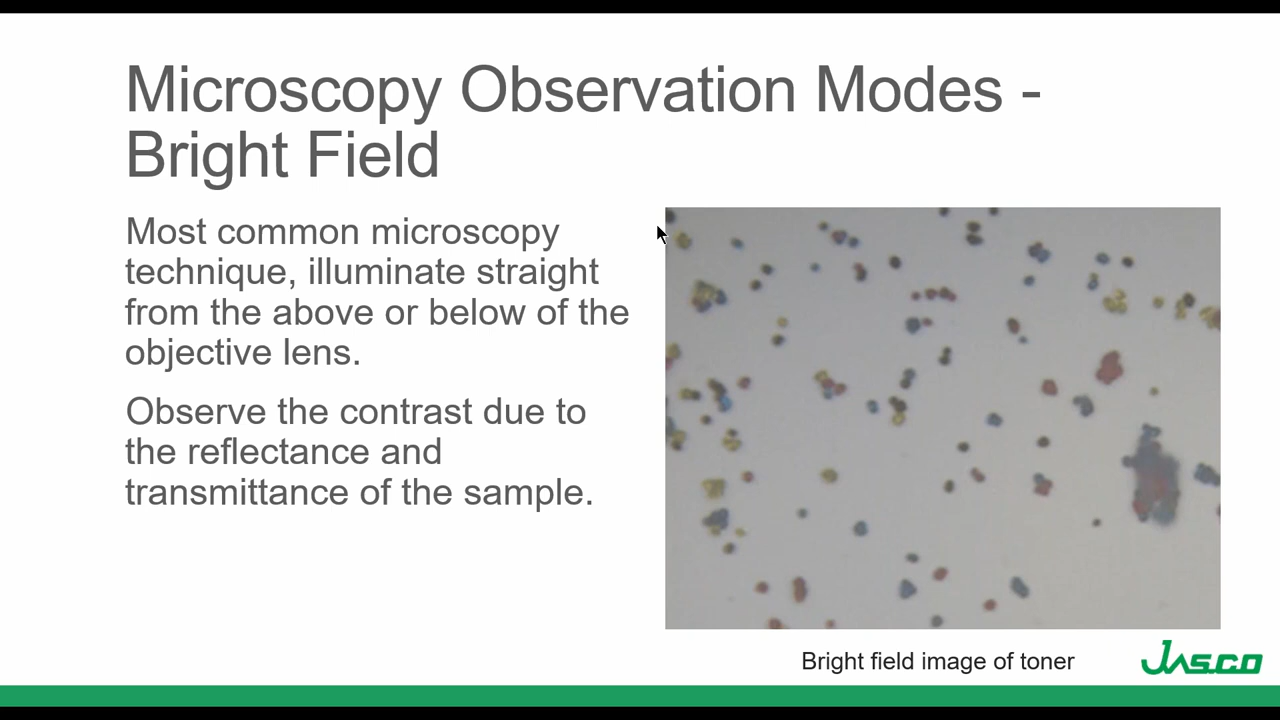 Microscopy Observation Modes -
Bright Field
Most common microscopy
technique, illuminate straight
from the above or below of the
objective lens.
Observe the contrast due to
the reflectance and
transmittance of the sample.
Bright field image of toner
JASCO